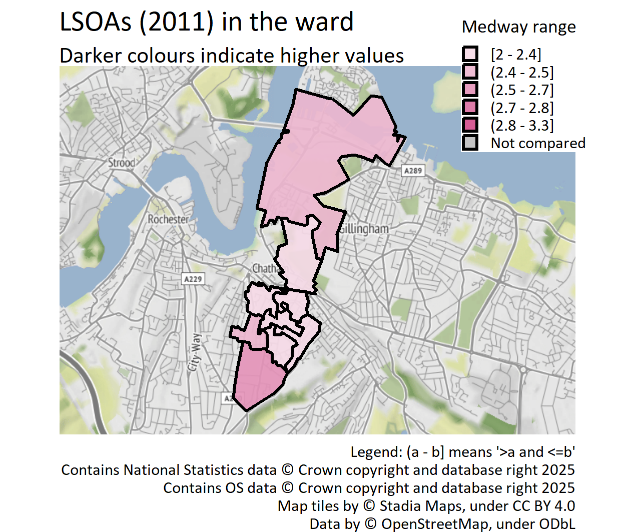 LSOAs (2011) in the ward
Darker colours indicate higher values
Medway range
[2 - 2.4]
(2.4 - 2.5]
(2.5 - 2.7]
(2.7 - 2.8]
(2.8 - 3.3]
Not compared
Strood
A289
Rochester
illingham
Chath
A229
City Way
Legend: (a - b] means '>a and <=b'
Contains National Statistics data © Crown copyright and database right 2025
Contains OS data © Crown copyright and database right 2025
Map tiles by © Stadia Maps, under CC BY 4.0
Data by © OpenStreetMap, under ODbL